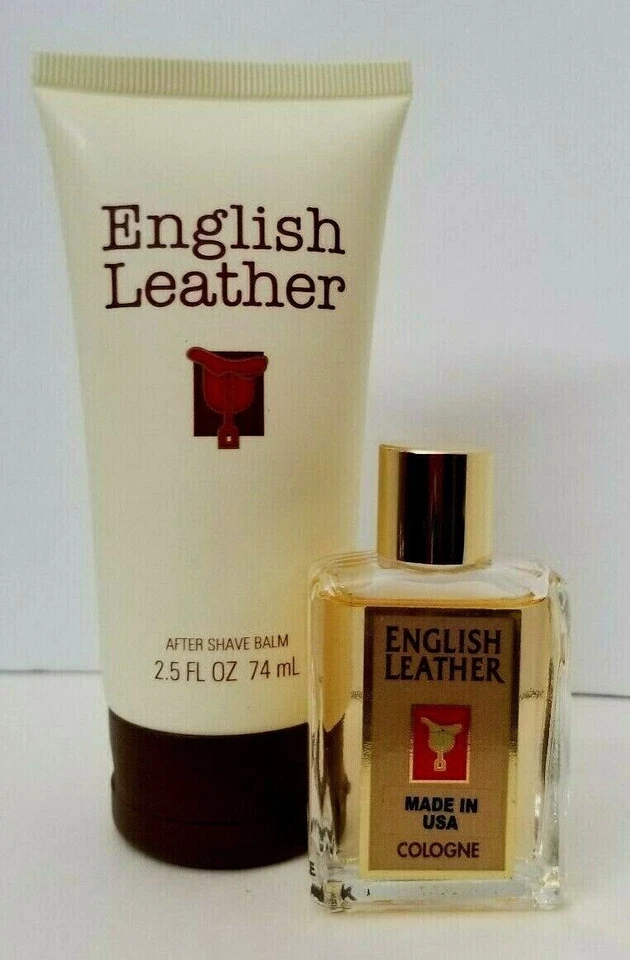 English
Leather
AFTER SHAVE BALM
2.5 FL OZ 74 mL
ENGLISH
LEATHER
MADE IN
USA
COLOGNE